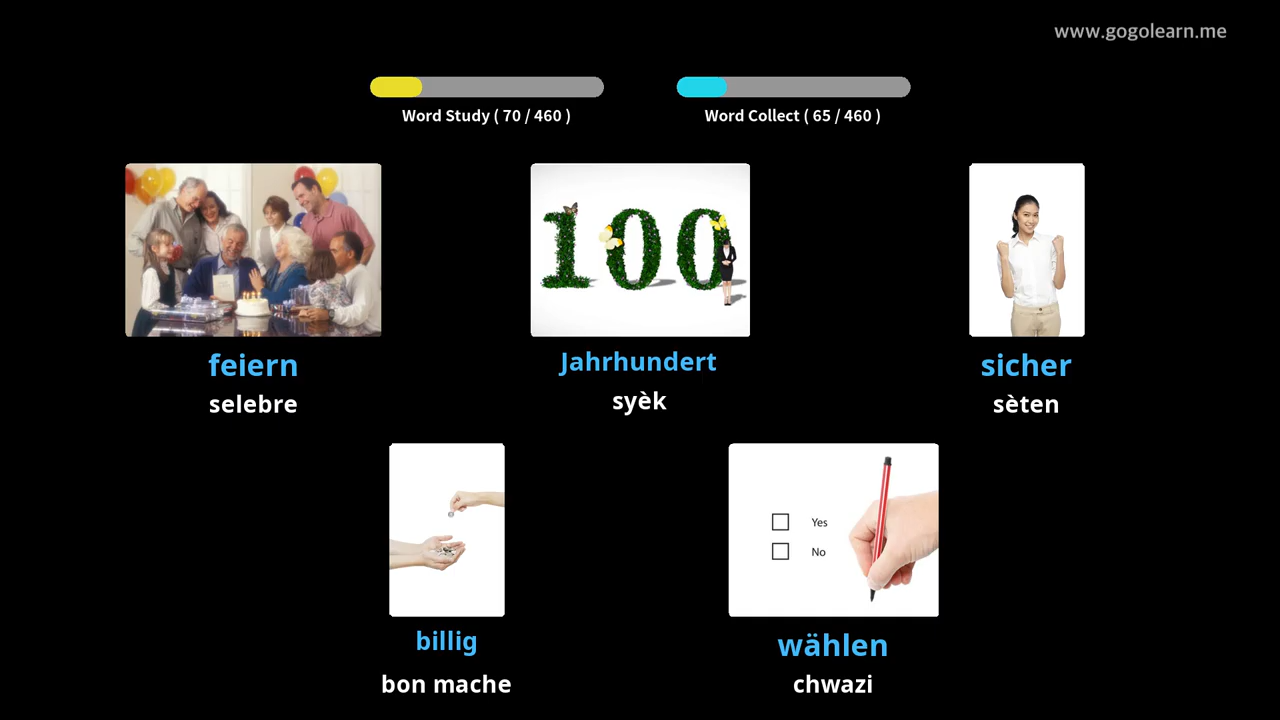 www.gogolearn.me
Word Study ( 70 / 460 )
Word Collect ( 65 / 460 )
100
feiern
selebre
Jahrhundert
syèk
sicher
sèten
Yes
No
billig
bon mache
wählen
chwazi